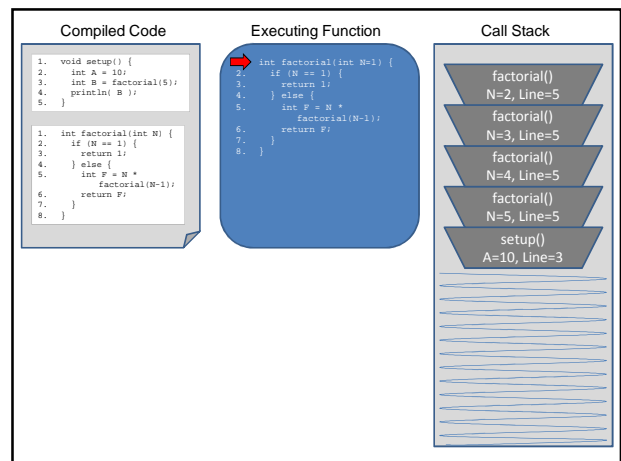 Compiled Code
1. void setup() {
2. int A = 10;
3. int B = factorial(5);
4. println( B );
5. }
1. int factorial(int N) {
2. if (N == 1) {
3. return 1;
4. } else {
5. int F = N *
factorial(N-1);
6. return F;
7. }
8. }
Executing Function
int factorial(int N=1) {
2. if (N == 1) {
3. return 1;
4. } else {
5. int F = N *
factorial(N-1);
6. return F;
7. }
8. }
Call Stack
factorial()
N=2, Line=5
factorial()
N=3, Line=5
factorial()
N=4, Line=5
factorial()
N=5, Line=5
setup()
A=10, Line=3